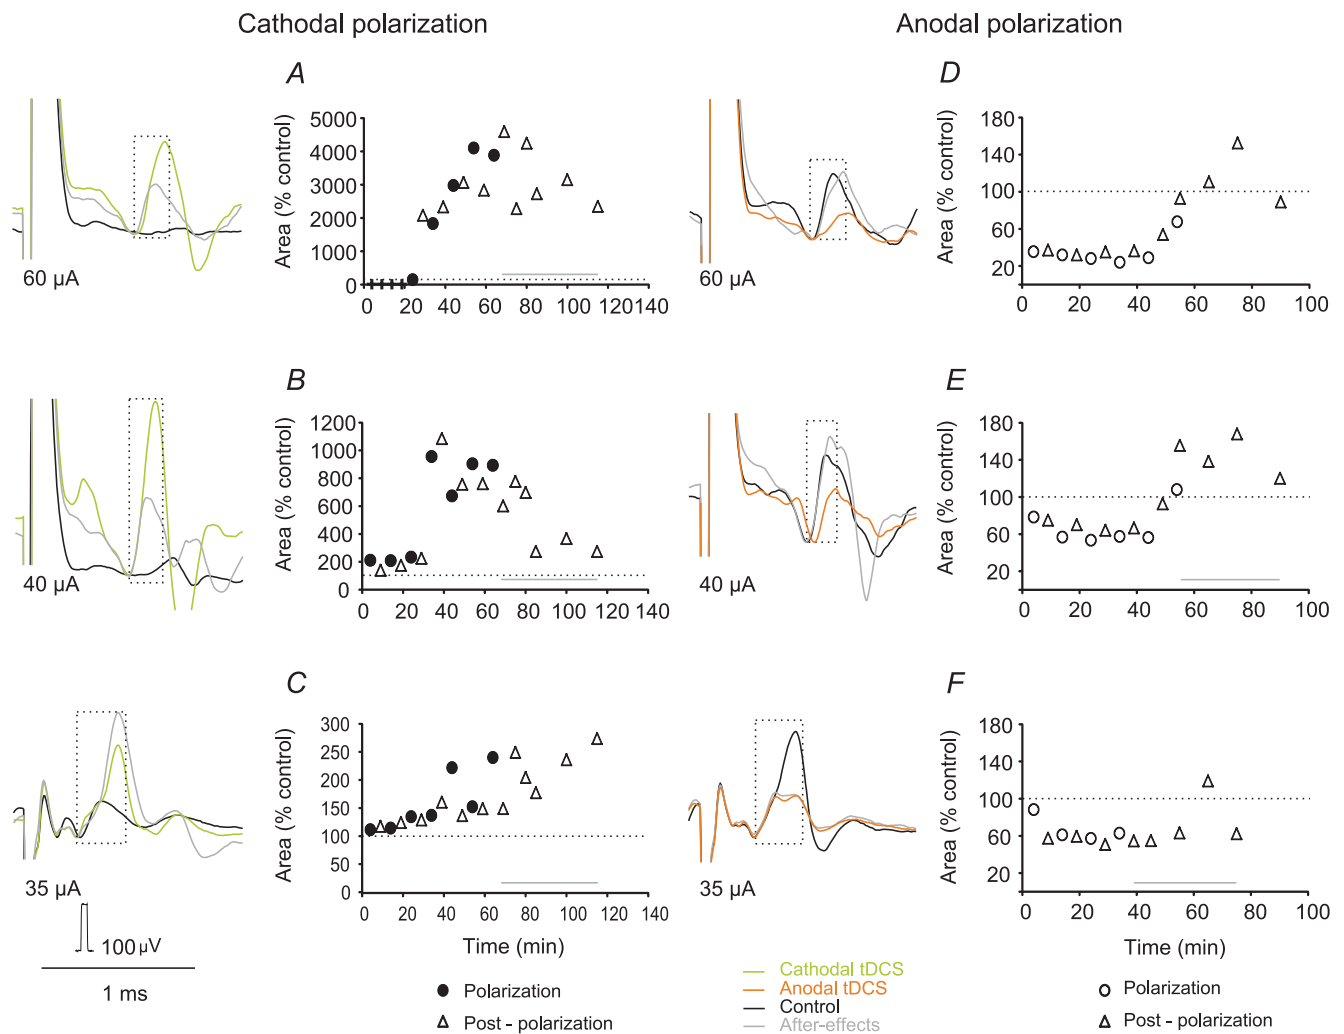 Cathodal polarization
Anodal polarization
A
D
5000
4000
3000
2000
1000
0
Area (% control)
0 20 40 60 80 100 120 140
60 µA
180
140
100
60
20
Area (% control)
0 20 40 60 80 100
60 µA
B
E
1200
1000
800
600
400
200
0
Area (% control)
0 20 40 60 80 100 120 140
40 µA
180
140
100
60
20
Area (% control)
0 20 40 60 80 100
40 µA
C
F
300
250
200
150
100
50
0
Area (% control)
0 20 40 60 80 100 120 140
35 µA
180
140
100
60
20
Area (% control)
0 20 40 60 80 100
35 µA
100 µV
1 ms
Time (min)
Time (min)
Polarization
Post - polarization
Cathodal tDCS
Anodal tDCS
Control
After-effects
Polarization
Post - polarization